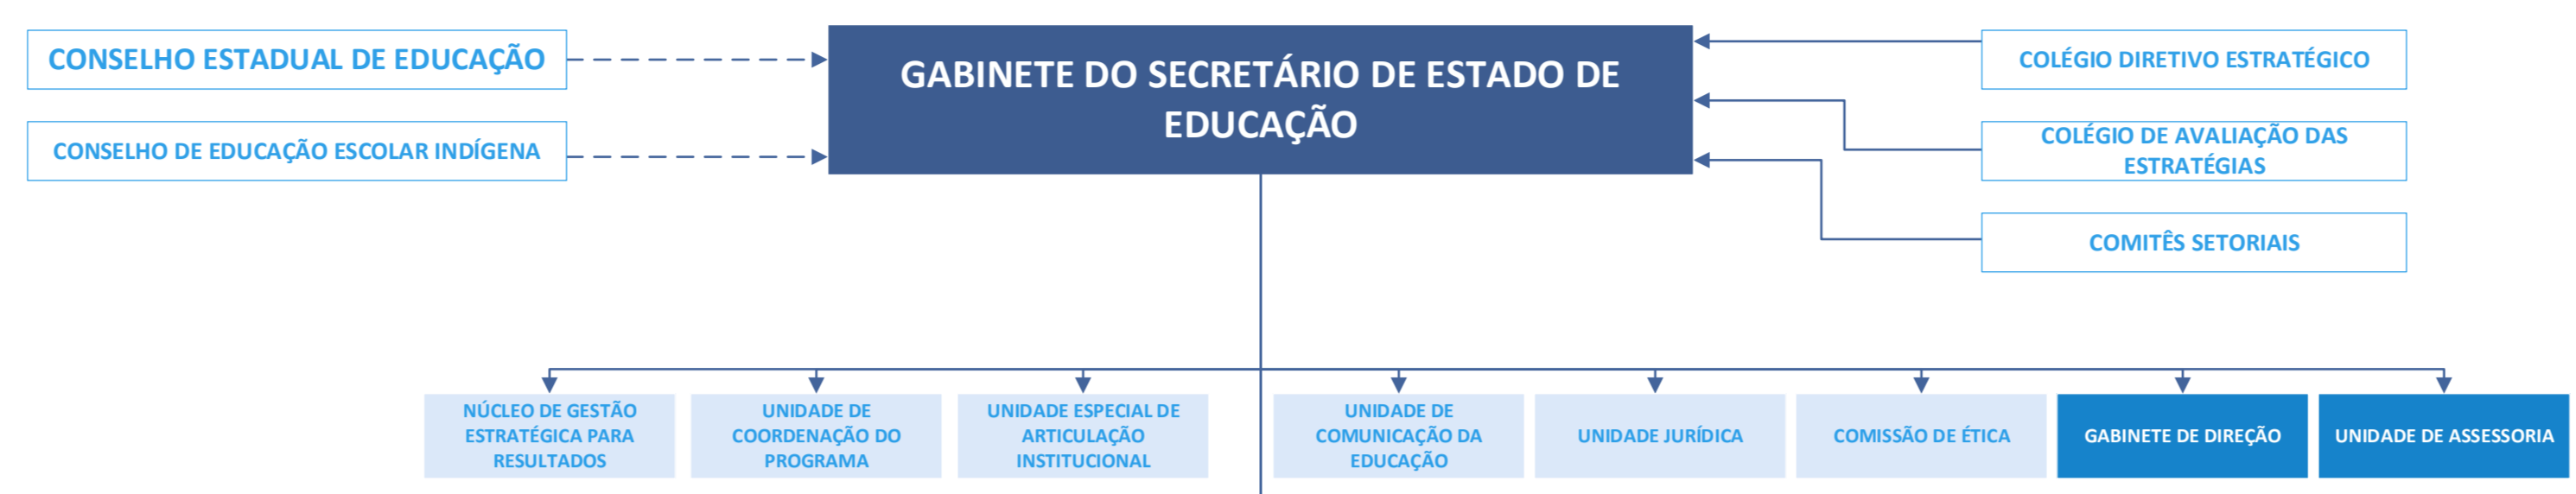 CONSELHO ESTADUAL DE EDUCAÇÃO
CONSELHO DE EDUCAÇÃO ESCOLAR INDÍGENA
GABINETE DO SECRETÁRIO DE ESTADO DE
EDUCAÇÃO
COLÉGIO DIRETIVO ESTRATÉGICO
COLÉGIO DE AVALIAÇÃO DAS
ESTRATÉGIAS
COMITÊS SETORIAIS
NÚCLEO DE GESTÃO
ESTRATÉGICA PARA
RESULTADOS
UNIDADE DE
COORDENAÇÃO DO
PROGRAMA
UNIDADE ESPECIAL DE
ARTICULAÇÃO
INSTITUCIONAL
UNIDADE DE
COMUNICAÇÃO DA
EDUCAÇÃO
UNIDADE JURÍDICA
COMISSÃO DE ÉTICA
GABINETE DE DIREÇÃO
UNIDADE DE ASSESSORIA